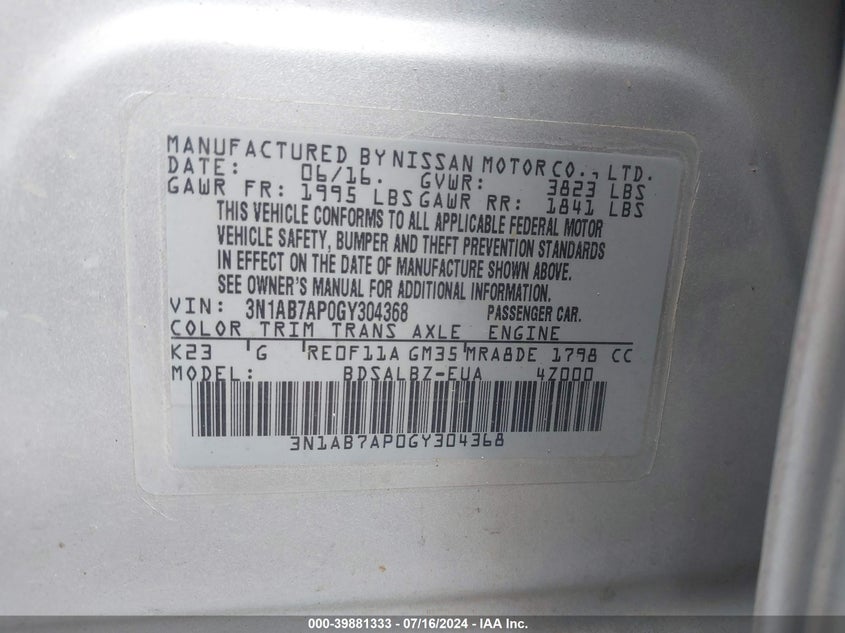 MANUFACTURED BY NISSAN MOTOR CO., LTD.
DATE: 06/16. GVWR: 3823 LBS
GAWR FR: 1995 LBS GAWR RR: 1841 LBS
THIS VEHICLE CONFORMS TO ALL APPLICABLE FEDERAL MOTOR
VEHICLE SAFETY, BUMPER AND THEFT PREVENTION STANDARDS
IN EFFECT ON THE DATE OF MANUFACTURE SHOWN ABOVE.
SEE OWNER'S MANUAL FOR ADDITIONAL INFORMATION.
VIN: 3N1AB7AP0GY304368 PASSENGER CAR.
COLOR TRIM TRANS AXLE ENGINE
K23 G RE0F11A GM35 MRA8DE 1798 CC
MODEL: BDSALBZ-EUA 4Z000
3N1AB7AP0GY304368
000-39881333 - 07/16/2024 - IAA Inc.